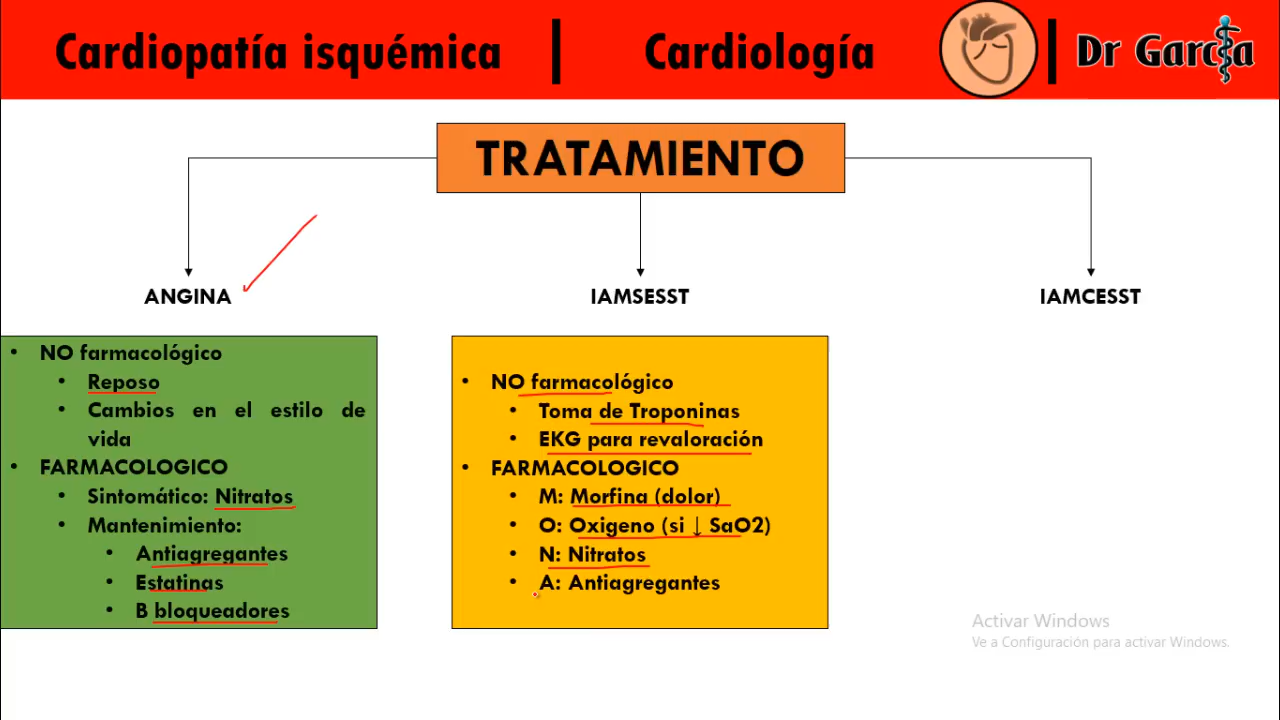 Cardiopatía isquémica | Cardiología | Dr García
TRATAMIENTO
ANGINA
• NO farmacológico
• Reposo
• Cambios en el estilo de
vida
• FARMACOLOGICO
• Sintomático: Nitratos
• Mantenimiento:
• Antiagregantes
• Estatinas
• B bloqueadores
IAMSESST
• NO farmacológico
• Toma de Troponinas
• EKG para revaloración
• FARMACOLOGICO
• M: Morfina (dolor)
• O: Oxigeno (si ↓ SaO2)
• N: Nitratos
• A: Antiagregantes
IAMCESST
Activar Windows
Ve a Configuración para activar Windows.